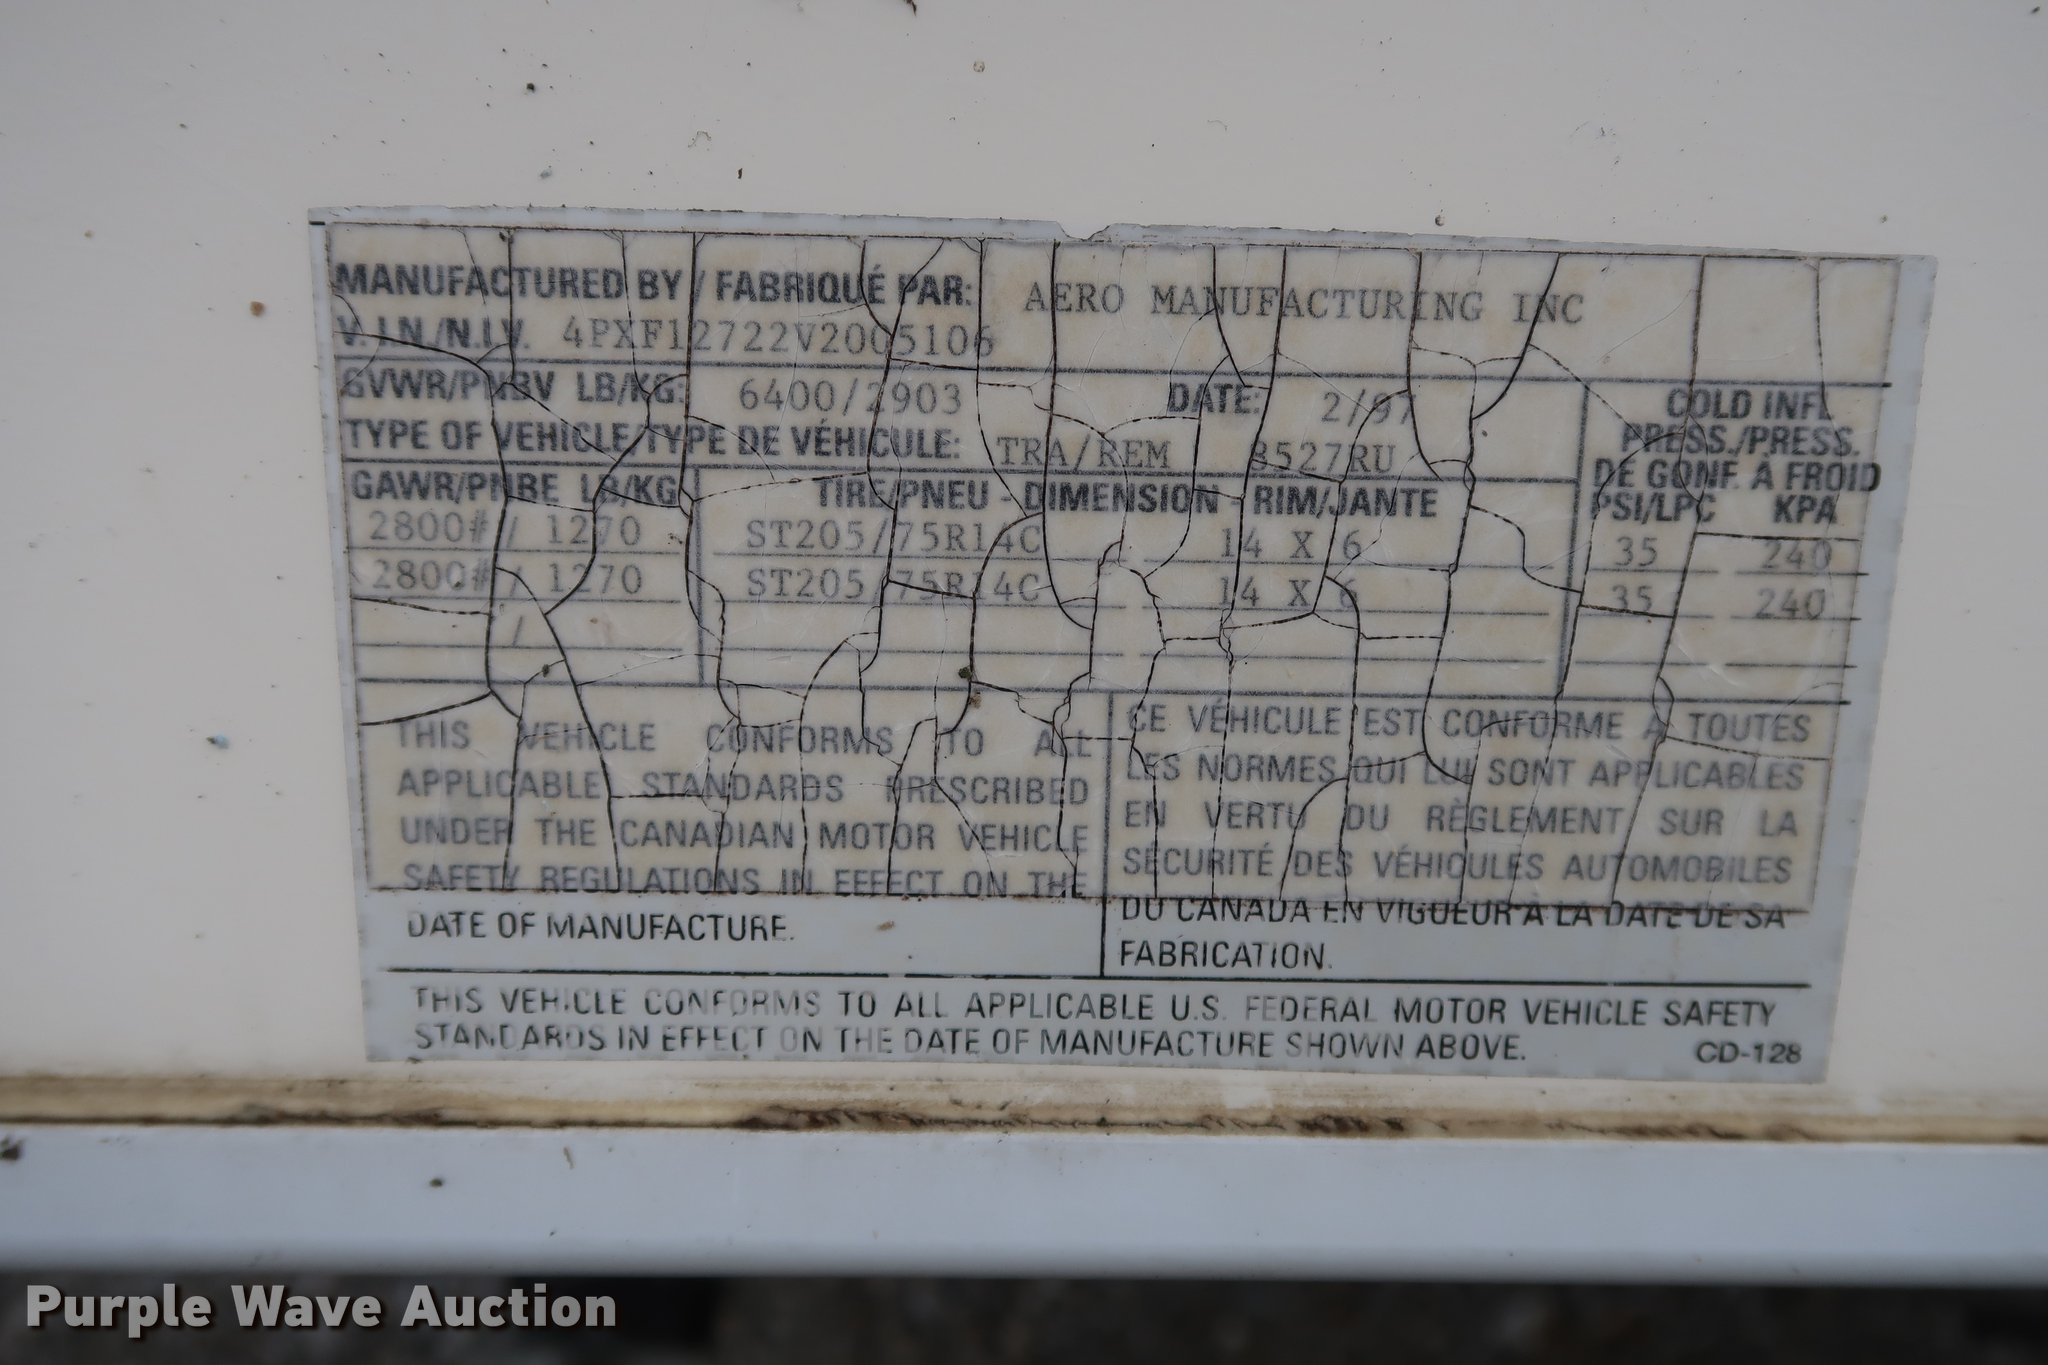 MANUFACTURED BY / FABRIQUÉ PAR: AERO MANUFACTURING INC
V.I.N./N.I.V. 4PXF12722V2005106
GVWR/PNBV LB/KG: 6400/2903 DATE: 2/97
TYPE OF VEHICLE/TYPE DE VÉHICULE: TRA/REM 8527RU
COLD INFL.
PRESS./PRESS.
DE GONF. À FROID
PSI/LPC KPA
GAWR/PNBE LB/KG TIRE/PNEU - DIMENSION - RIM/JANTE
2800# / 1270 ST205/75R14C 14 X 6 35 240
2800# / 1270 ST205/75R14C 14 X 6 35 240
/
THIS VEHICLE CONFORMS TO ALL
APPLICABLE STANDARDS PRESCRIBED
UNDER THE CANADIAN MOTOR VEHICLE
SAFETY REGULATIONS IN EFFECT ON THE
DATE OF MANUFACTURE.
CE VÉHICULE EST CONFORME À TOUTES
LES NORMES QUI LUI SONT APPLICABLES
EN VERTU DU RÈGLEMENT SUR LA
SÉCURITÉ DES VÉHICULES AUTOMOBILES
DU CANADA EN VIGUEUR À LA DATE DE SA
FABRICATION.
THIS VEHICLE CONFORMS TO ALL APPLICABLE U.S. FEDERAL MOTOR VEHICLE SAFETY
STANDARDS IN EFFECT ON THE DATE OF MANUFACTURE SHOWN ABOVE. CD-128
Purple Wave Auction